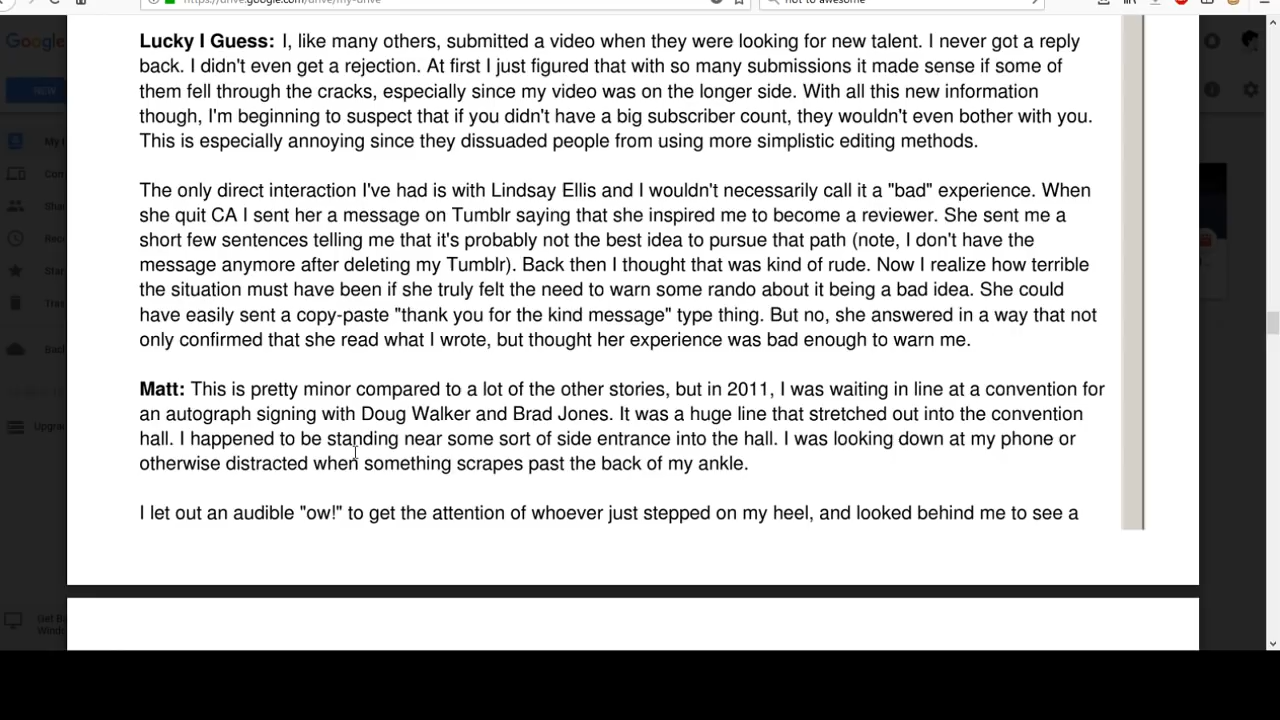 https://drive.google.com/drive/my-drive
not to awesome
Google
NEW
Lucky I Guess: I, like many others, submitted a video when they were looking for new talent. I never got a reply
back. I didn't even get a rejection. At first I just figured that with so many submissions it made sense if some of
them fell through the cracks, especially since my video was on the longer side. With all this new information
though, I'm beginning to suspect that if you didn't have a big subscriber count, they wouldn't even bother with you.
This is especially annoying since they dissuaded people from using more simplistic editing methods.
The only direct interaction I've had is with Lindsay Ellis and I wouldn't necessarily call it a "bad" experience. When
she quit CA I sent her a message on Tumblr saying that she inspired me to become a reviewer. She sent me a
short few sentences telling me that it's probably not the best idea to pursue that path (note, I don't have the
message anymore after deleting my Tumblr). Back then I thought that was kind of rude. Now I realize how terrible
the situation must have been if she truly felt the need to warn some rando about it being a bad idea. She could
have easily sent a copy-paste "thank you for the kind message" type thing. But no, she answered in a way that not
only confirmed that she read what I wrote, but thought her experience was bad enough to warn me.
Matt: This is pretty minor compared to a lot of the other stories, but in 2011, I was waiting in line at a convention for
an autograph signing with Doug Walker and Brad Jones. It was a huge line that stretched out into the convention
hall. I happened to be standing near some sort of side entrance into the hall. I was looking down at my phone or
otherwise distracted when something scrapes past the back of my ankle.
I let out an audible "ow!" to get the attention of whoever just stepped on my heel, and looked behind me to see a